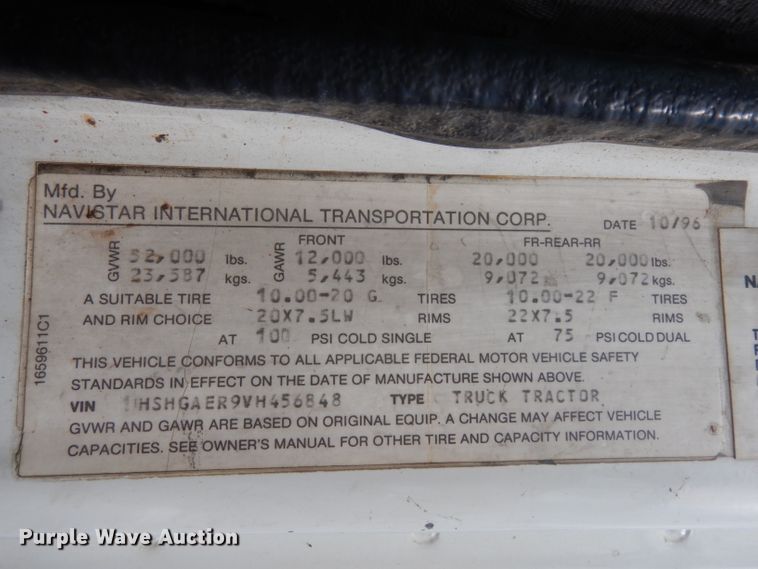 Mfd. By
NAVISTAR INTERNATIONAL TRANSPORTATION CORP. DATE 10/96
FRONT FR-REAR-RR
GVWR 52,000 lbs. GAWR 12,000 lbs. 20,000 20,000 lbs.
23,587 kgs. 5,443 kgs. 9,072 9,072 kgs.
A SUITABLE TIRE 10.00-20 G TIRES 10.00-22 F TIRES
AND RIM CHOICE 20X7.5LW RIMS 22X7.5 RIMS
AT 100 PSI COLD SINGLE AT 75 PSI COLD DUAL
THIS VEHICLE CONFORMS TO ALL APPLICABLE FEDERAL MOTOR VEHICLE SAFETY
STANDARDS IN EFFECT ON THE DATE OF MANUFACTURE SHOWN ABOVE.
VIN HSHGAER9VH456848 TYPE TRUCK TRACTOR
GVWR AND GAWR ARE BASED ON ORIGINAL EQUIP. A CHANGE MAY AFFECT VEHICLE
CAPACITIES. SEE OWNER'S MANUAL FOR OTHER TIRE AND CAPACITY INFORMATION.
1659611C1
Purple Wave Auction